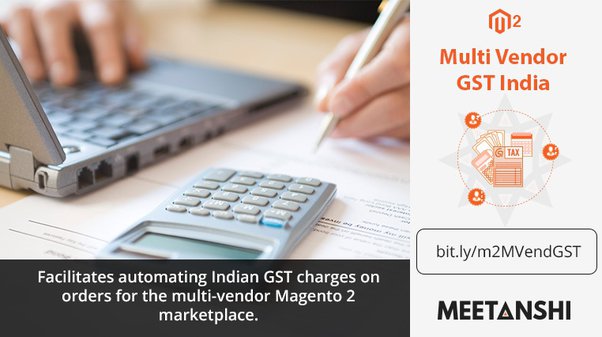 2
Multi Vendor
GST India
TAX
bit.ly/m2MVendGST
MEETANSHI
Facilitates automating Indian GST charges on
orders for the multi-vendor Magento 2
marketplace.